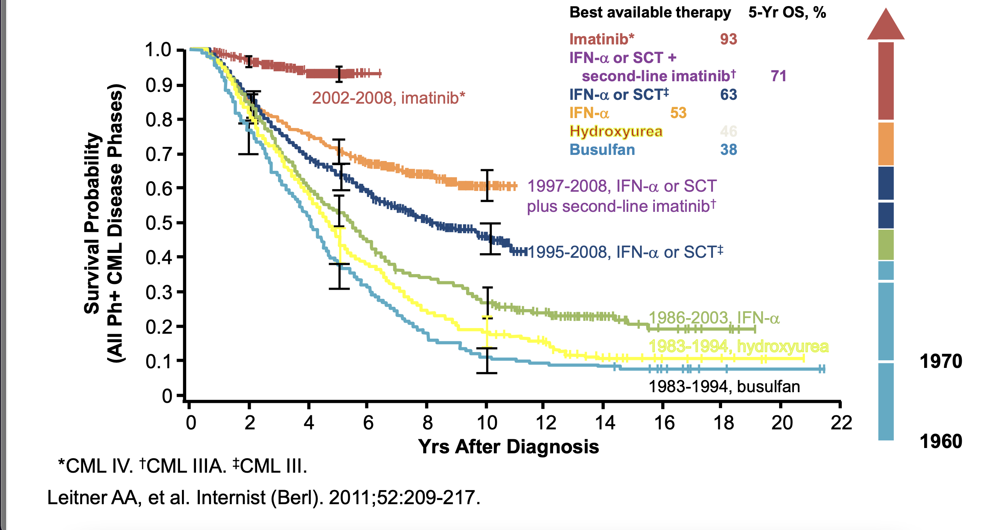 Best available therapy 5-Yr OS, %
Imatinib* 93
IFN-α or SCT +
second-line imatinib† 71
IFN-α or SCT‡ 63
IFN-α 53
Hydroxyurea 46
Busulfan 38
Survival Probability
(All Ph+ CML Disease Phases)
1.0
0.9
0.8
0.7
0.6
0.5
0.4
0.3
0.2
0.1
0
2002-2008, imatinib*
1997-2008, IFN-α or SCT
plus second-line imatinib†
1995-2008, IFN-α or SCT‡
1986-2003, IFN-α
1983-1994, hydroxyurea
1983-1994, busulfan
0 2 4 6 8 10 12 14 16 18 20 22
Yrs After Diagnosis
1970
1960
*CML IV. †CML IIIA. ‡CML III.
Leitner AA, et al. Internist (Berl). 2011;52:209-217.